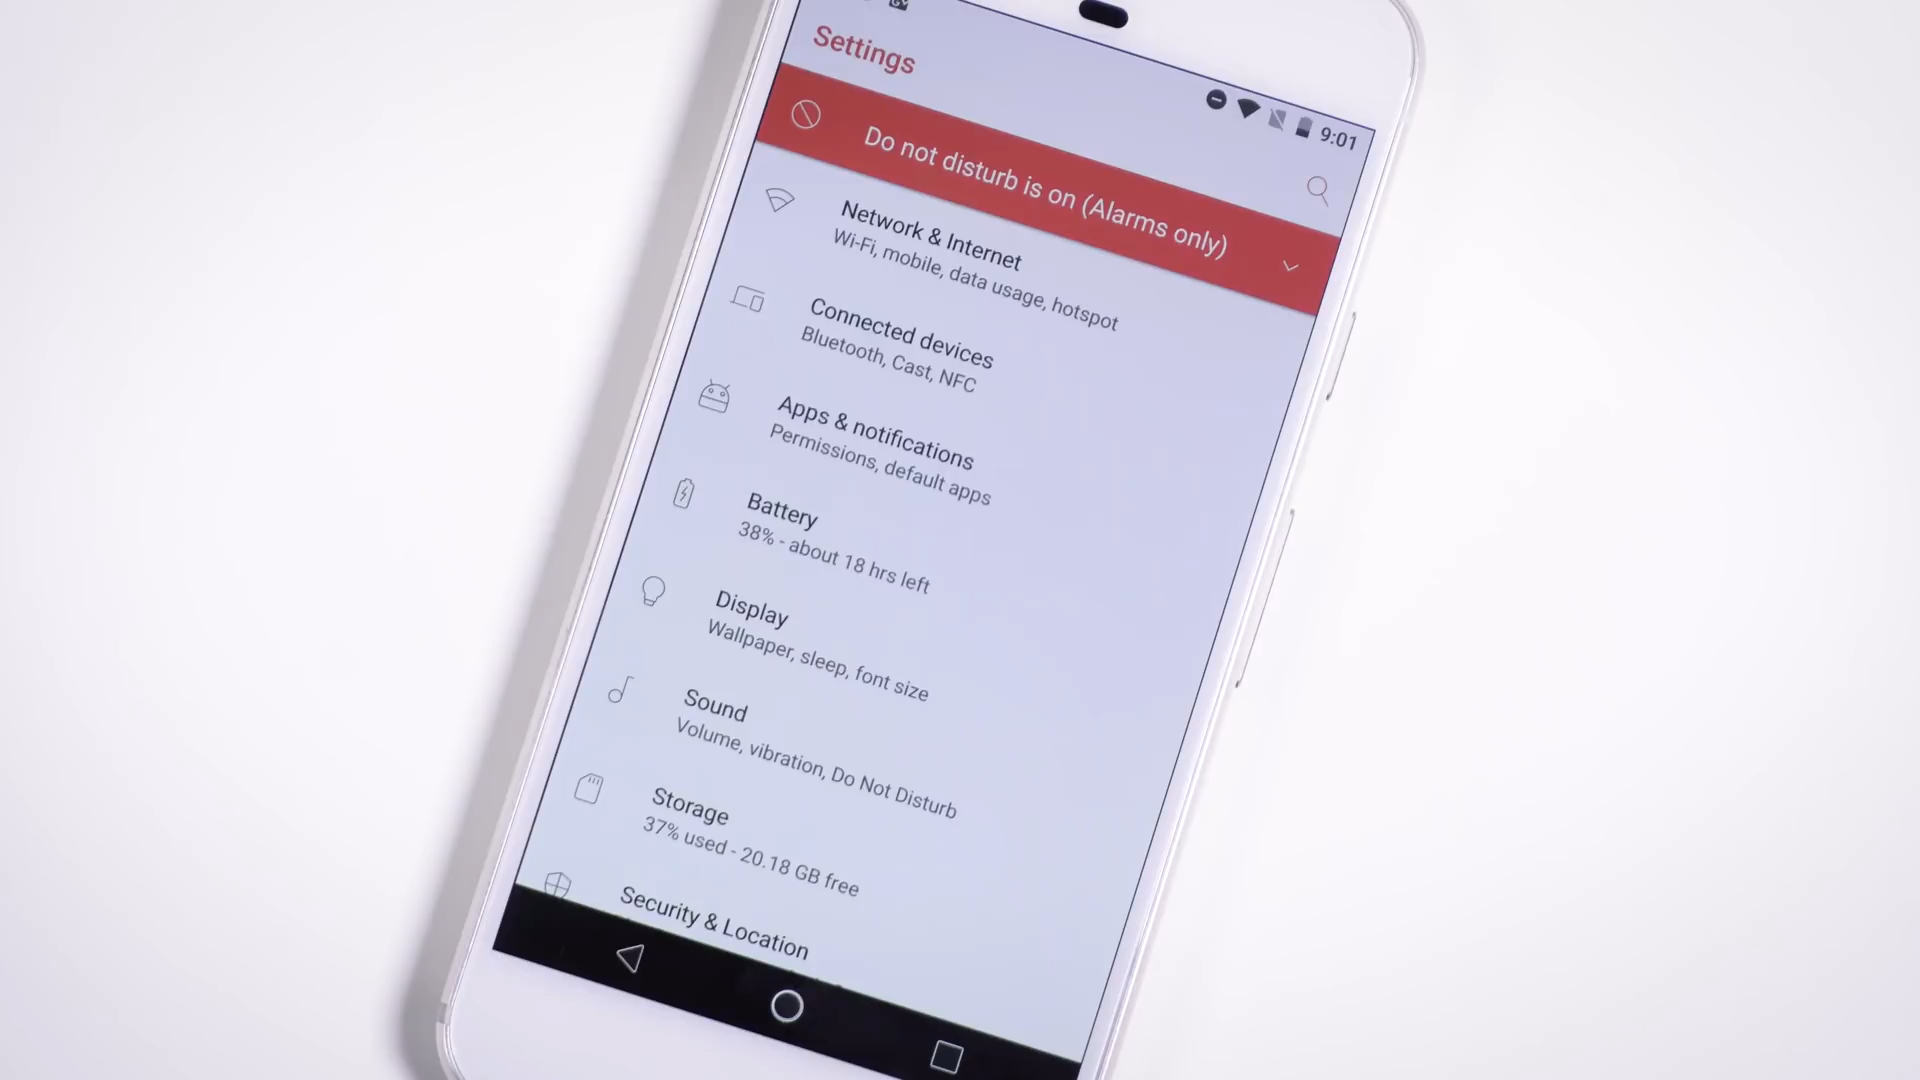 Settings
9:01
Do not disturb is on (Alarms only)
Network & Internet
Wi-Fi, mobile, data usage, hotspot
Connected devices
Bluetooth, Cast, NFC
Apps & notifications
Permissions, default apps
Battery
38% - about 18 hrs left
Display
Wallpaper, sleep, font size
Sound
Volume, vibration, Do Not Disturb
Storage
37% used - 20.18 GB free
Security & Location